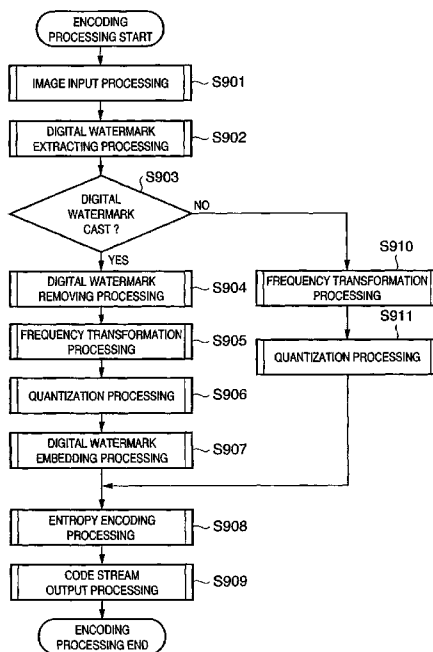 ENCODING
PROCESSING START
IMAGE INPUT PROCESSING
S901
DIGITAL WATERMARK
EXTRACTING PROCESSING
S902
S903
DIGITAL
WATERMARK
CAST ?
NO
YES
DIGITAL WATERMARK
REMOVING PROCESSING
S904
FREQUENCY TRANSFORMATION
PROCESSING
S905
QUANTIZATION PROCESSING
S906
DIGITAL WATERMARK
EMBEDDING PROCESSING
S907
S910
FREQUENCY TRANSFORMATION
PROCESSING
S911
QUANTIZATION PROCESSING
ENTROPY ENCODING
PROCESSING
S908
CODE STREAM
OUTPUT PROCESSING
S909
ENCODING
PROCESSING END